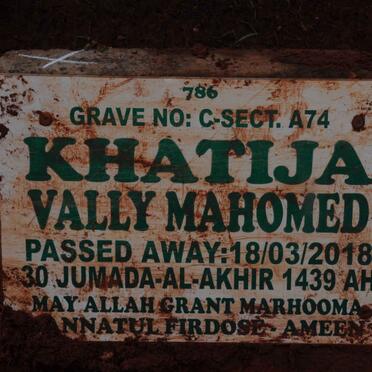 786
GRAVE NO: C-SECT. A74
KHATIJA
VALLY MAHOMED
PASSED AWAY:18/03/2018
30 JUMADA-AL-AKHIR 1439 AH
MAY ALLAH GRANT MARHOOMA
ANNATUL FIRDOSE - AMEEN